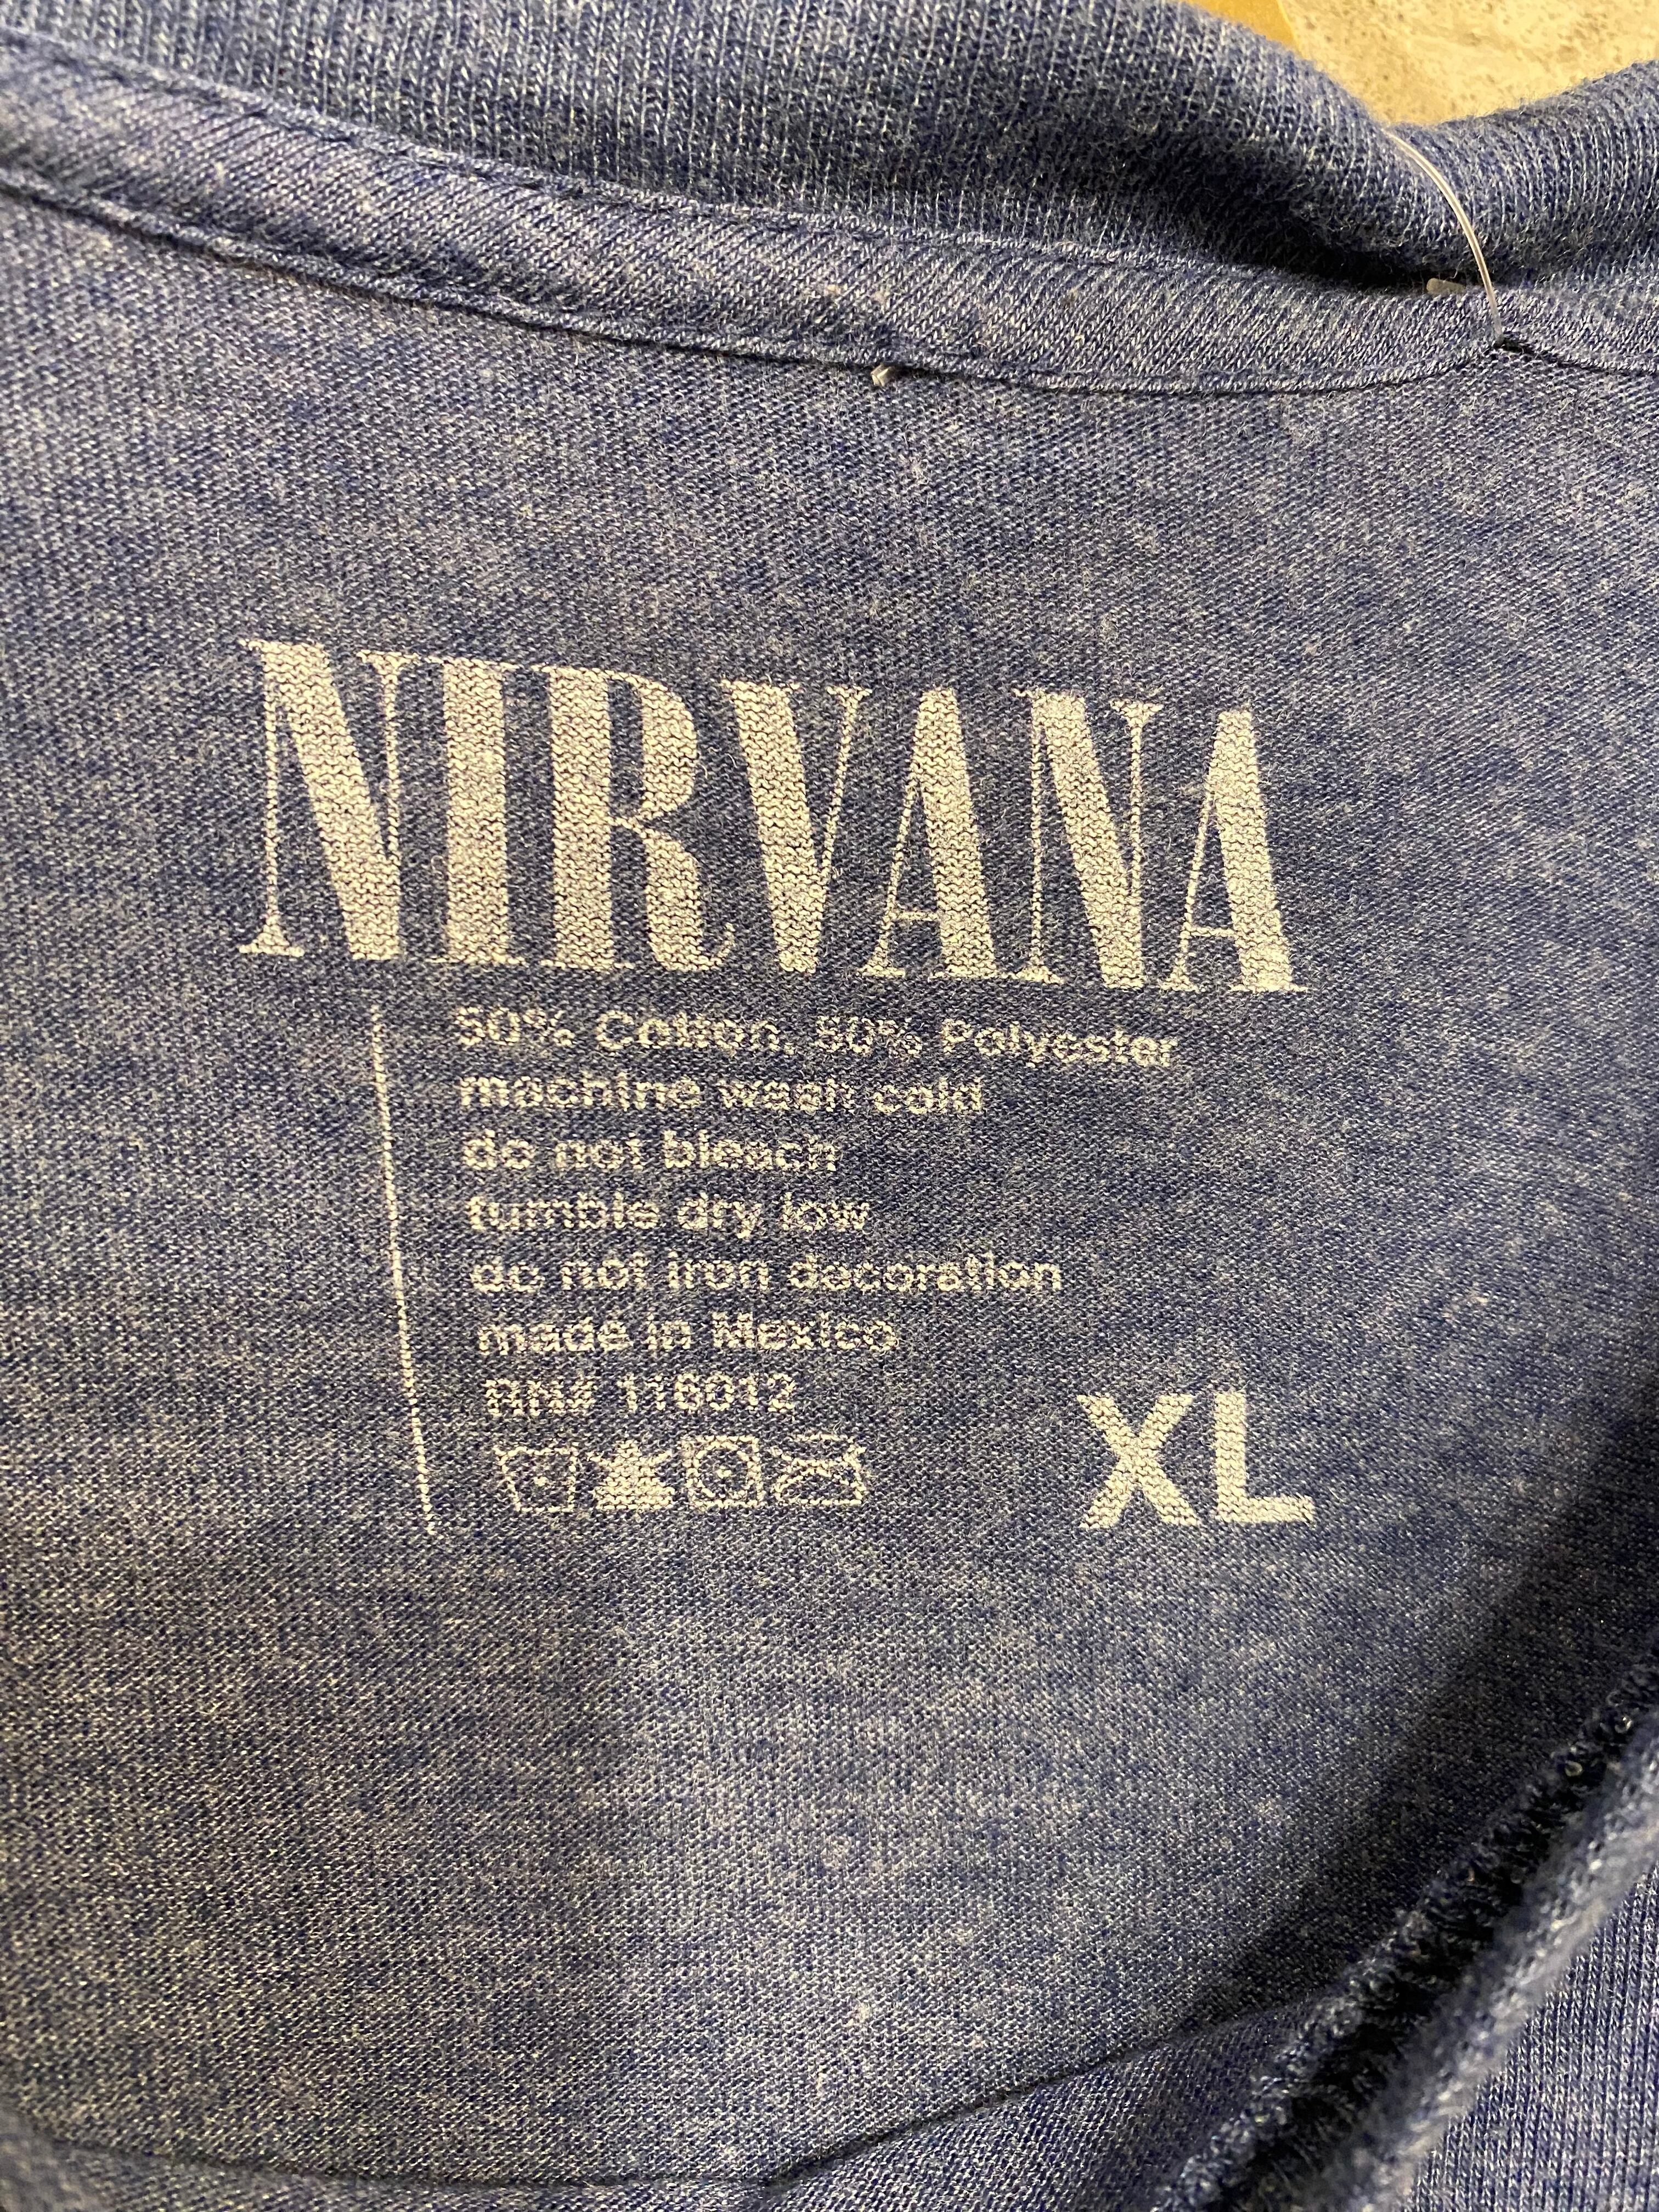 NIRVANA
50% Cotton, 50% Polyester
machine wash cold
do not bleach
tumble dry low
do not iron decoration
made in Mexico
RN# 116012
XL